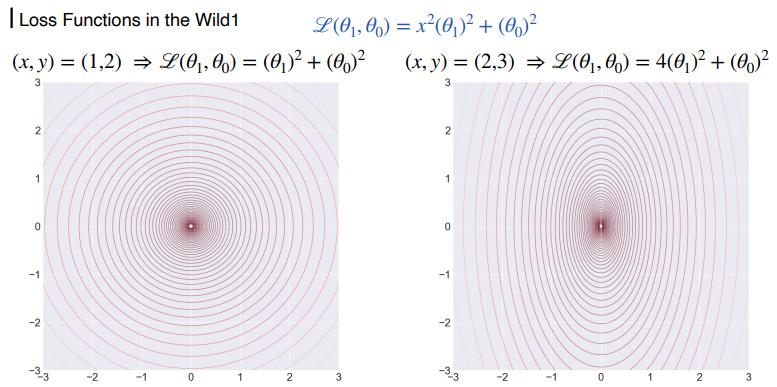 Loss Functions in the Wild1
ℒ(θ₁, θ₀) = x²(θ₁)² + (θ₀)²
(x, y) = (1,2) ⇒ ℒ(θ₁, θ₀) = (θ₁)² + (θ₀)²
(x, y) = (2,3) ⇒ ℒ(θ₁, θ₀) = 4(θ₁)² + (θ₀)²
3
2
1
0
−1
−2
−3
−3 −2 −1 0 1 2 3
3
2
1
0
−1
−2
−3
−3 −2 −1 0 1 2 3